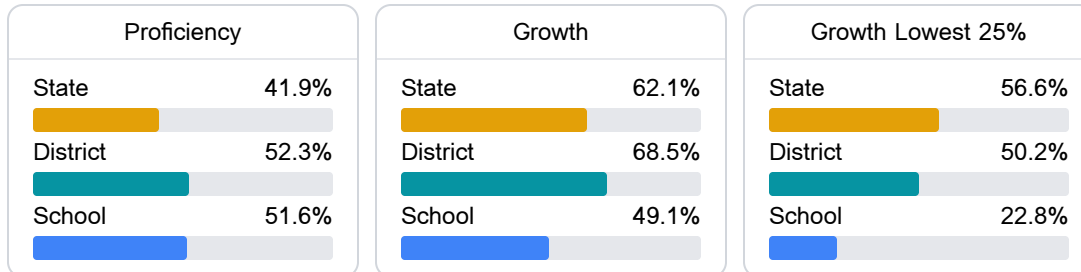 Proficiency
State 41.9%
District 52.3%
School 51.6%
Growth
State 62.1%
District 68.5%
School 49.1%
Growth Lowest 25%
State 56.6%
District 50.2%
School 22.8%